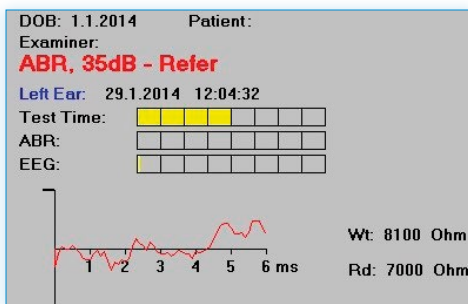 DOB: 1.1.2014 Patient:
Examiner:
ABR, 35dB - Refer
Left Ear: 29.1.2014 12:04:32
Test Time:
ABR:
EEG:
1 2 3 4 5 6 ms
Wt: 8100 Ohm
Rd: 7000 Ohm